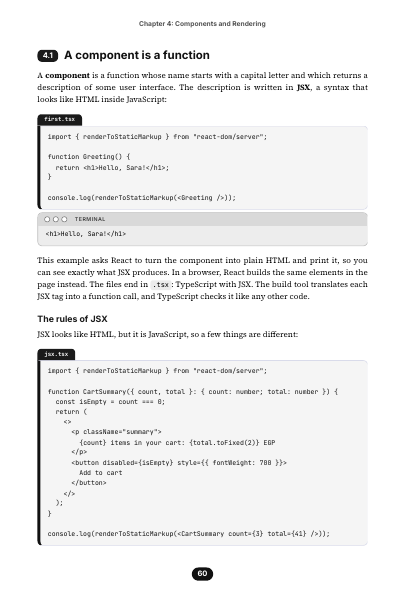 Chapter 4: Components and Rendering
4.1 A component is a function
A component is a function whose name starts with a capital letter and which returns a
description of some user interface. The description is written in JSX, a syntax that
looks like HTML inside JavaScript:
first.tsx
import { renderToStaticMarkup } from "react-dom/server";
function Greeting() {
  return <h1>Hello, Sara!</h1>;
}
console.log(renderToStaticMarkup(<Greeting />));
TERMINAL
<h1>Hello, Sara!</h1>
This example asks React to turn the component into plain HTML and print it, so you
can see exactly what JSX produces. In a browser, React builds the same elements in the
page instead. The files end in .tsx: TypeScript with JSX. The build tool translates each
JSX tag into a function call, and TypeScript checks it like any other code.
The rules of JSX
JSX looks like HTML, but it is JavaScript, so a few things are different:
jsx.tsx
import { renderToStaticMarkup } from "react-dom/server";
function CartSummary({ count, total }: { count: number; total: number }) {
  const isEmpty = count === 0;
  return (
    <>
      <p className="summary">
        {count} items in your cart: {total.toFixed(2)} EGP
      </p>
      <button disabled={isEmpty} style={{ fontWeight: 700 }}>
        Add to cart
      </button>
    </>
  );
}
console.log(renderToStaticMarkup(<CartSummary count={3} total={41} />));
60